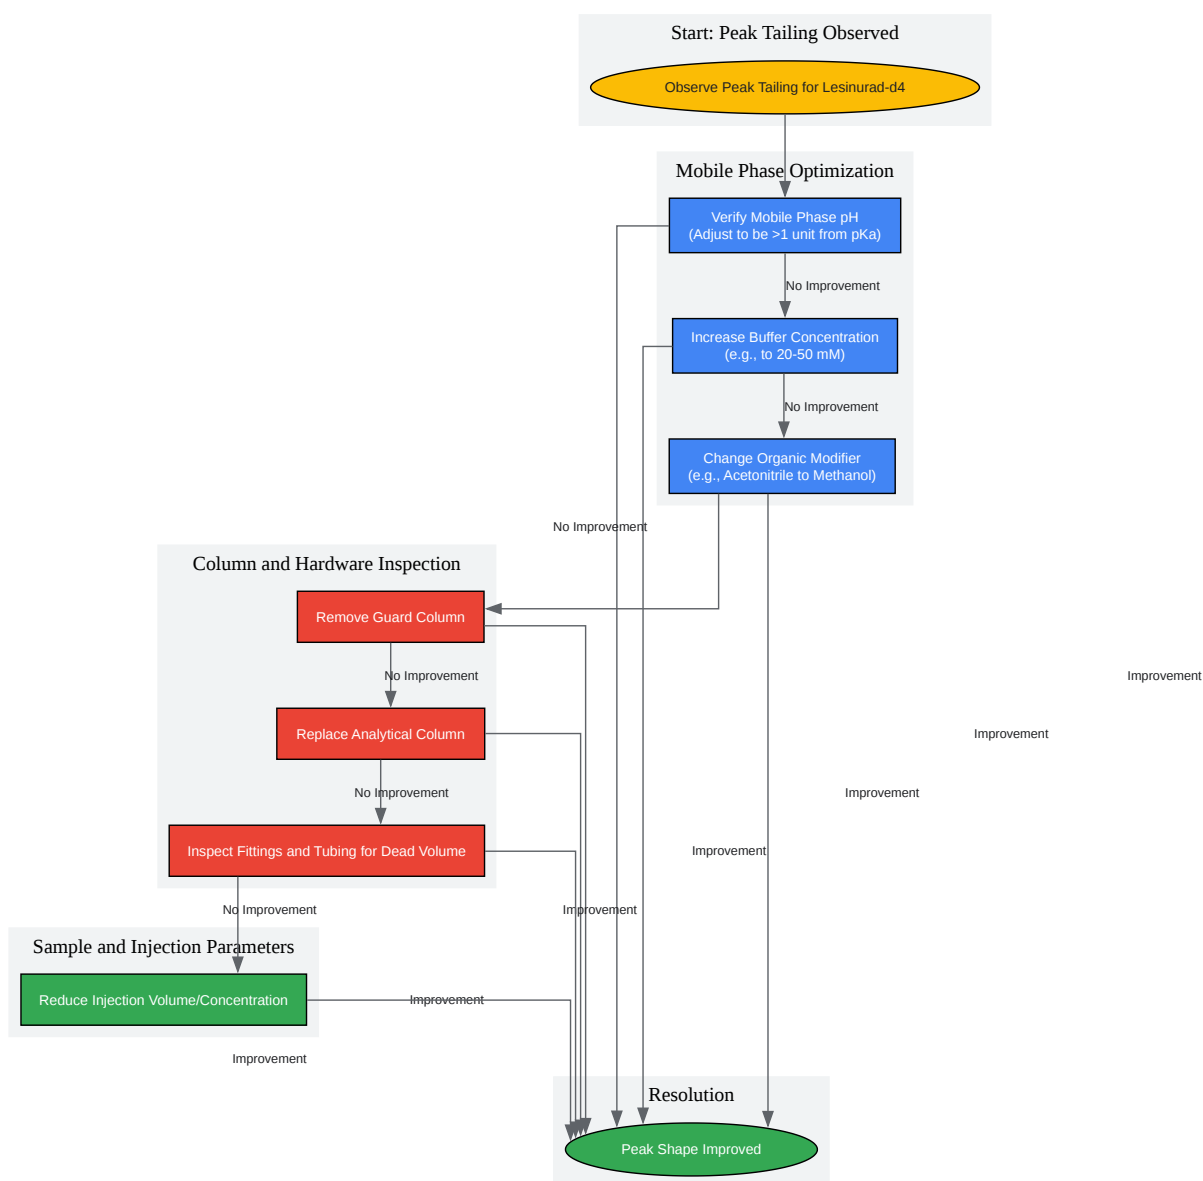 Start: Peak Tailing Observed
Observe Peak Tailing for Lesinurad-d4
Mobile Phase Optimization
Verify Mobile Phase pH
(Adjust to be >1 unit from pKa)
No Improvement
Increase Buffer Concentration
(e.g., to 20-50 mM)
No Improvement
Change Organic Modifier
(e.g., Acetonitrile to Methanol)
No Improvement
Column and Hardware Inspection
Remove Guard Column
No Improvement
Improvement
Replace Analytical Column
Improvement
No Improvement
Improvement
Inspect Fittings and Tubing for Dead Volume
Improvement
No Improvement
Improvement
Sample and Injection Parameters
Reduce Injection Volume/Concentration
Improvement
Improvement
Resolution
Peak Shape Improved